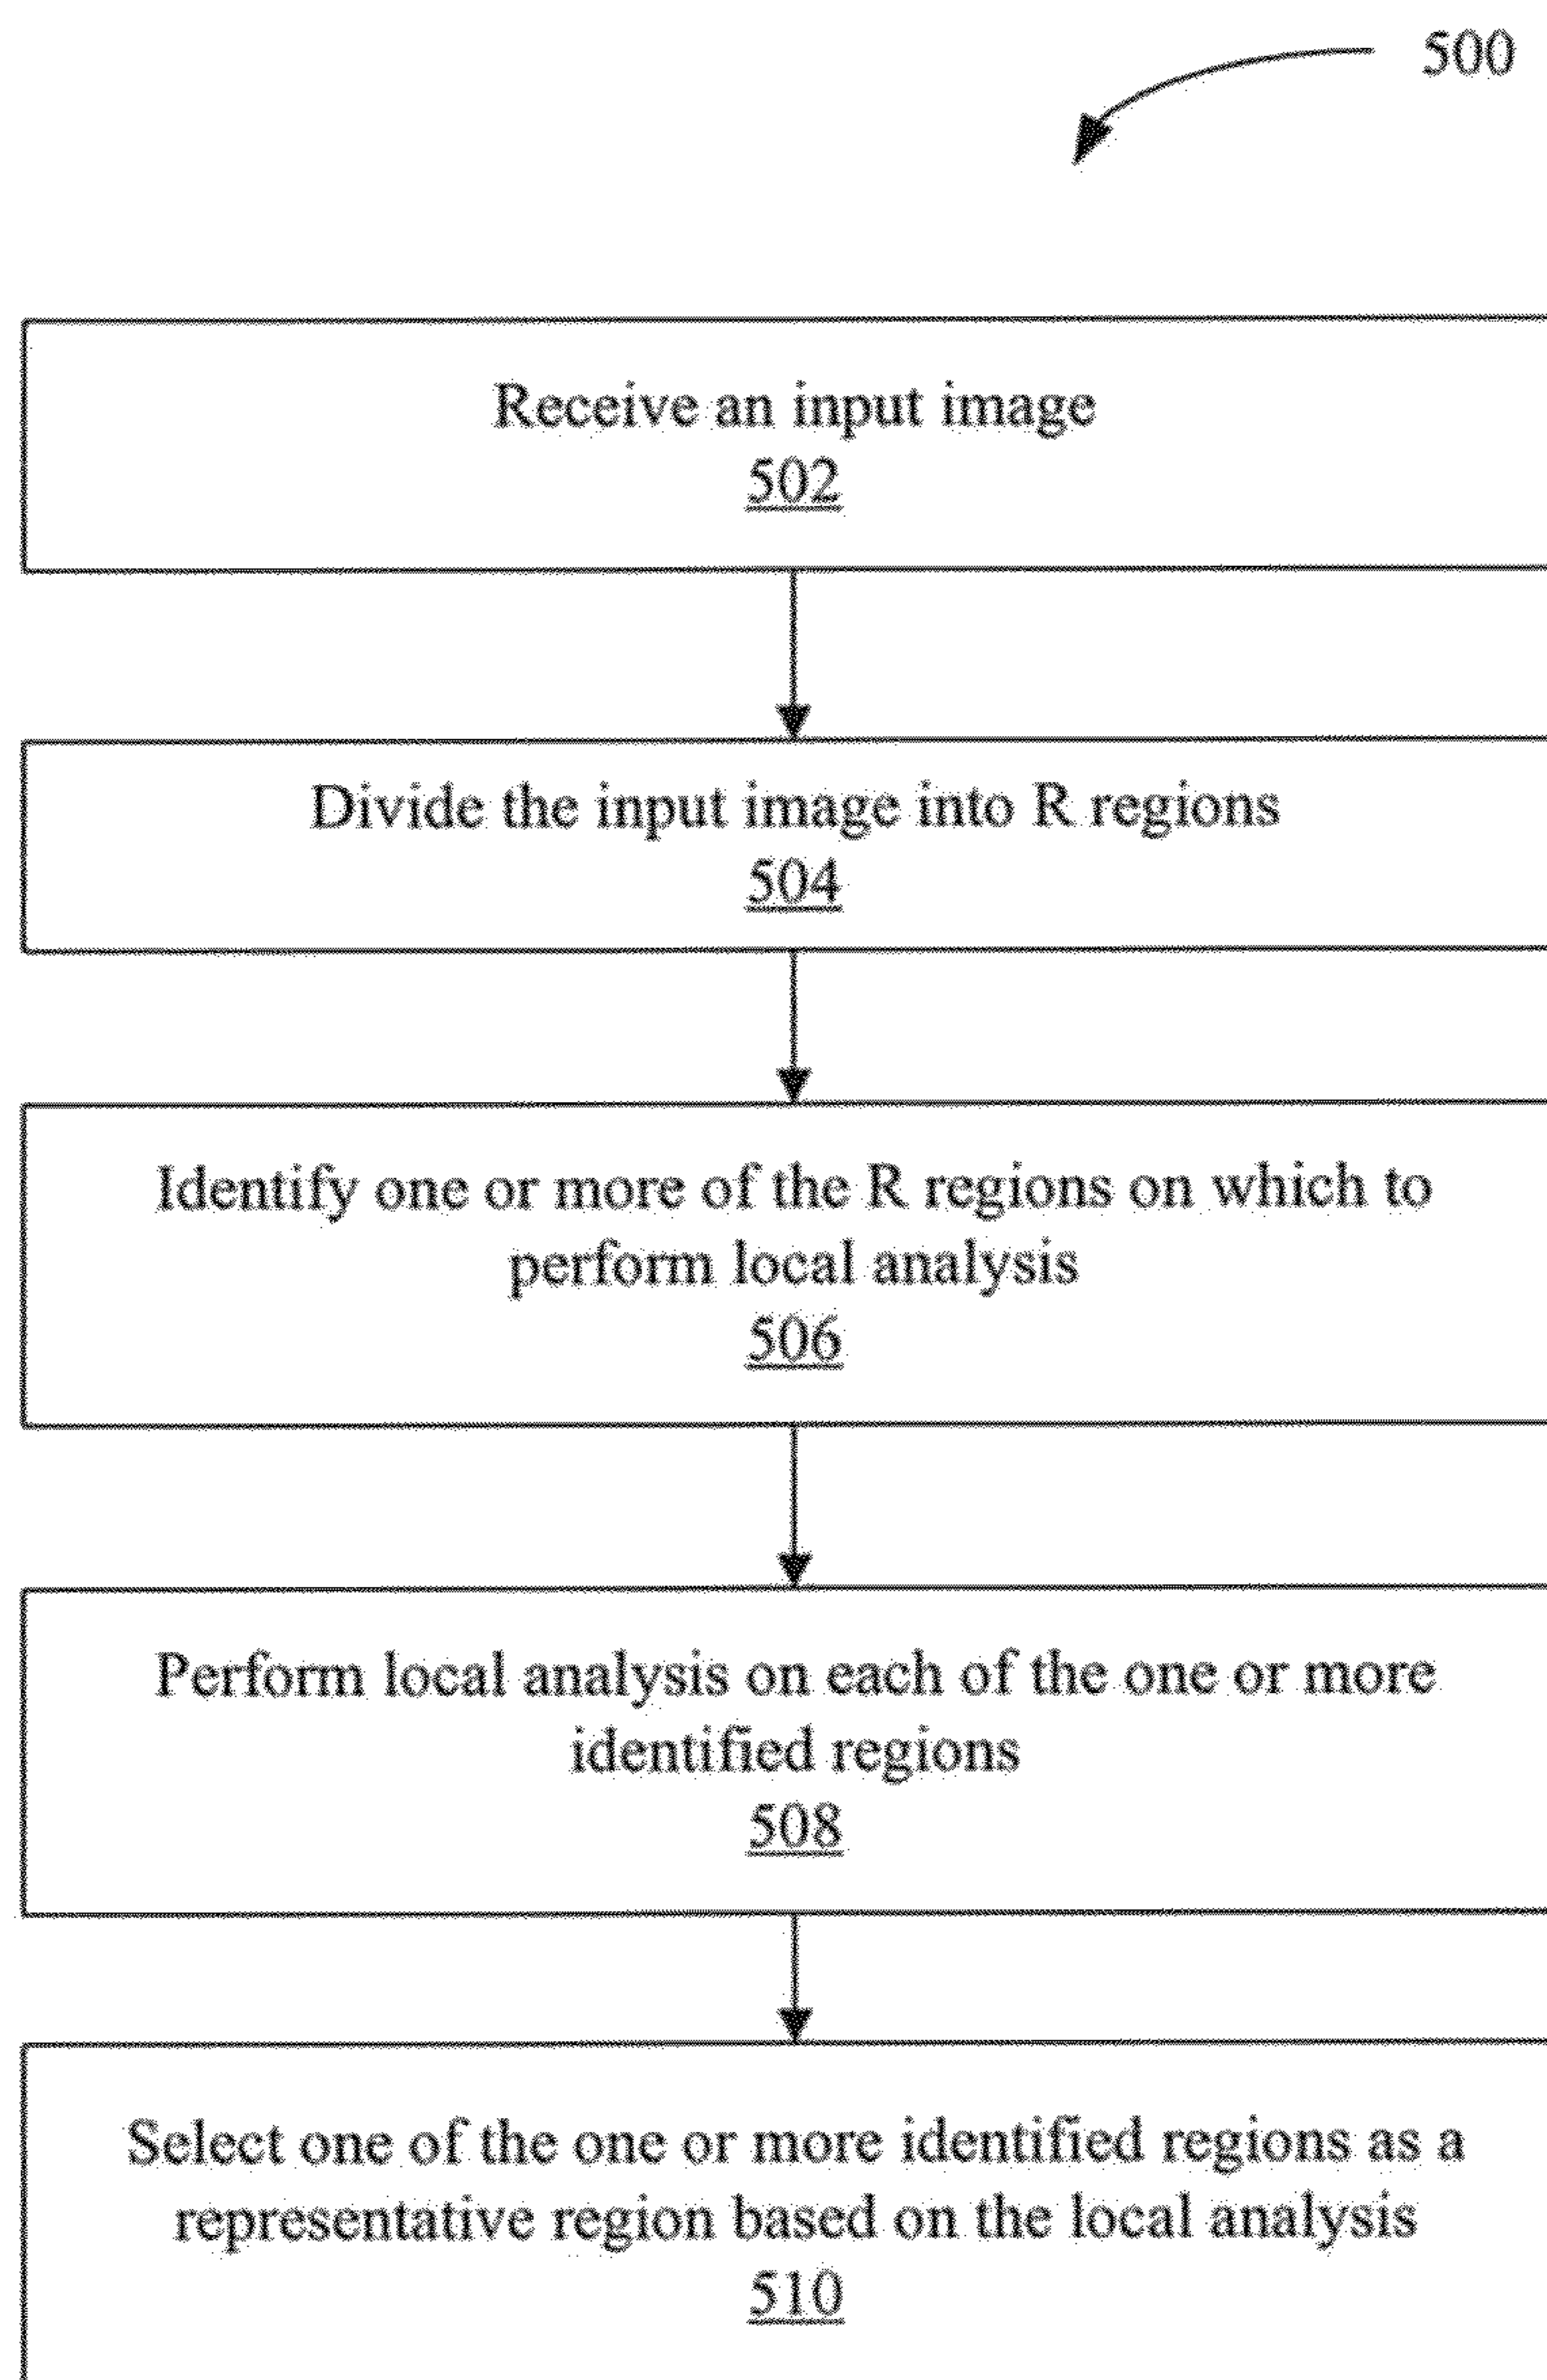 500
Receive an input image
502
Divide the input image into R regions
504
Identify one or more of the R regions on which to
perform local analysis
506
Perform local analysis on each of the one or more
identified regions
508
Select one of the one or more identified regions as a
representative region based on the local analysis
510